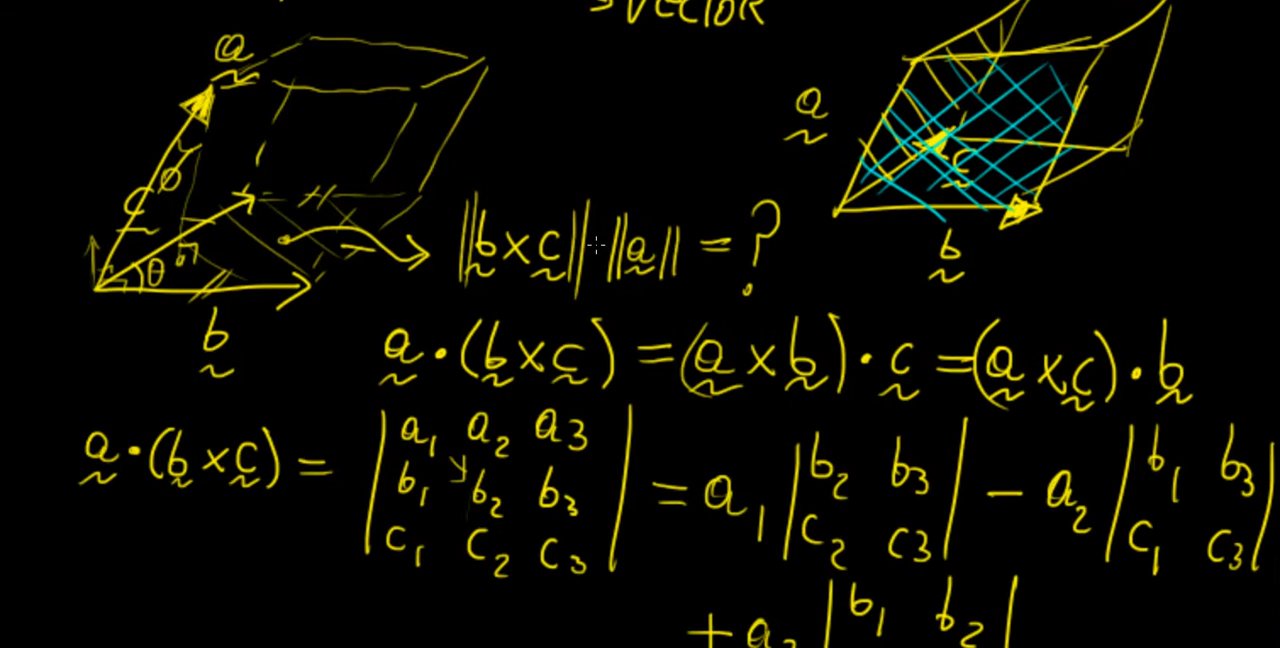 → VECTOR
a
a
c
φ
c
θ
b
b
‖b×c‖ · ‖a‖ = ?
a · (b×c) = (a×b) · c = (a×c) · b
a · (b×c) = | a₁ a₂ a₃ | = a₁ | b₂ b₃ | − a₂ | b₁ b₃ |
| b₁ b₂ b₃ | | c₂ c₃ | | c₁ c₃ |
| c₁ c₂ c₃ |
+ a₃ | b₁ b₂ |